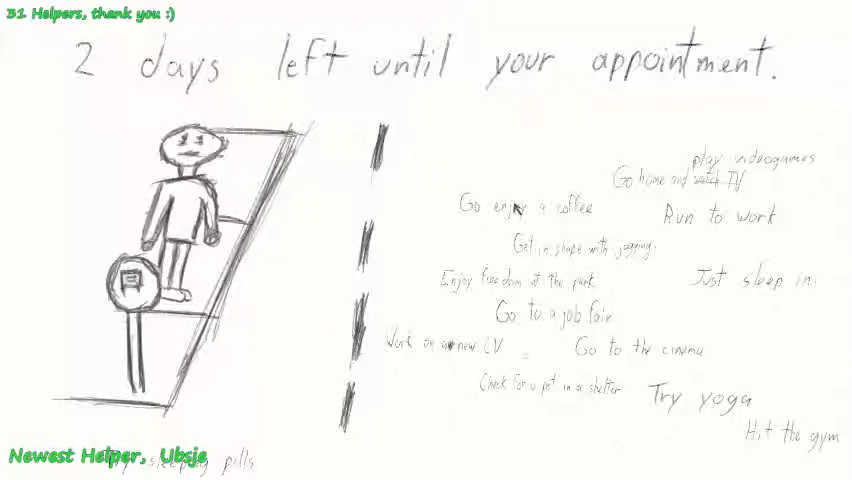 31 Helpers, thank you :)
2 days left until your appointment.
play videogames
Go home and watch TV
Go enjoy a coffee
Run to work
Get in shape with jogging.
Enjoy freedom at the park
Just sleep in.
Go to a job fair
Work on a new CV
Go to the cinema
Check for a pet in a shelter
Try yoga
Hit the gym
Newest Helper, Ubsje
sleeping pills